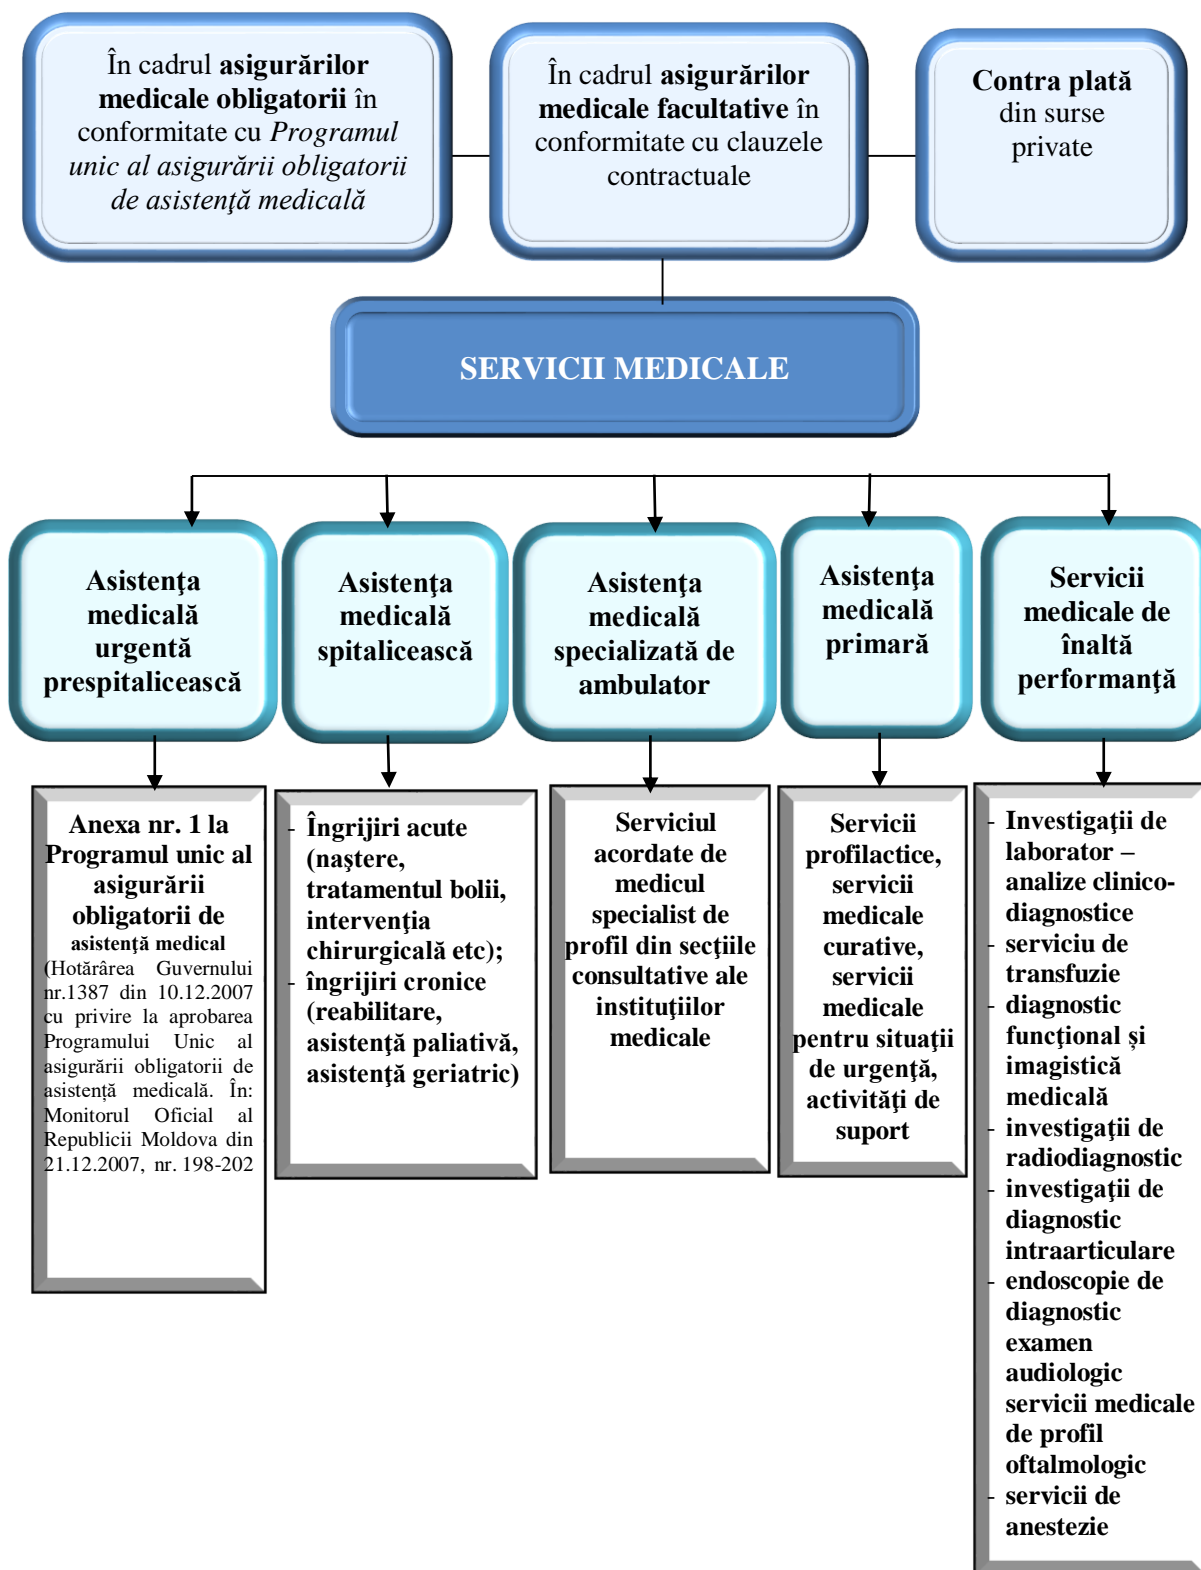 În cadrul asigurărilor
medicale obligatorii în
conformitate cu Programul
unic al asigurării obligatorii
de asistenţă medicală
În cadrul asigurărilor
medicale facultative în
conformitate cu clauzele
contractuale
Contra plată
din surse
private
SERVICII MEDICALE
Asistenţa
medicală
urgentă
prespitalicească
Asistenţa
medicală
spitalicească
Asistenţa
medicală
specializată de
ambulator
Asistenţa
medicală
primară
Servicii
medicale de
înaltă
performanţă
Anexa nr. 1 la
Programul unic al
asigurării
obligatorii de
asistenţă medical
(Hotărârea Guvernului
nr.1387 din 10.12.2007
cu privire la aprobarea
Programului Unic al
asigurării obligatorii de
asistență medicală. În:
Monitorul Oficial al
Republicii Moldova din
21.12.2007, nr. 198-202
- Îngrijiri acute
(naştere,
tratamentul bolii,
intervenţia
chirurgicală etc);
- îngrijiri cronice
(reabilitare,
asistenţă paliativă,
asistenţă geriatric)
Serviciul
acordate de
medicul
specialist de
profil din secţiile
consultative ale
instituţiilor
medicale
Servicii
profilactice,
servicii
medicale
curative,
servicii
medicale
pentru situaţii
de urgenţă,
activităţi de
suport
- Investigaţii de
laborator –
analize clinico-
diagnostice
- serviciu de
transfuzie
- diagnostic
funcţional și
imagistică
medicală
- investigaţii de
radiodiagnostic
- investigaţii de
diagnostic
intraarticulare
- endoscopie de
diagnostic
examen
audiologic
servicii medicale
de profil
oftalmologic
- servicii de
anestezie